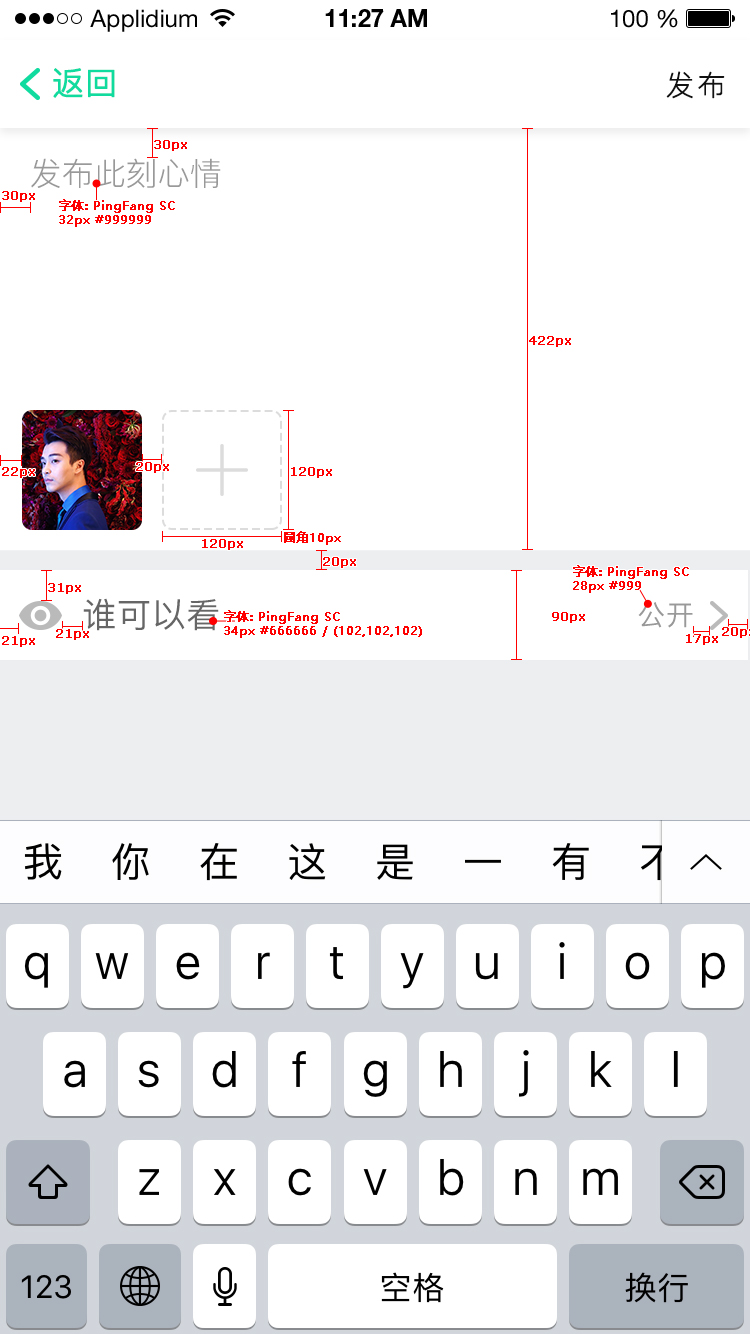 Applidium 11:27 AM 100 %
返回 发布
30px
发布此刻心情
30px
字体: PingFang SC
32px #999999
422px
22px 20px 120px
圆角10px
120px
20px
字体: PingFang SC
28px #999
31px
谁可以看 公开
字体: PingFang SC
34px #666666 / (102,102,102)
90px
21px 21px 17px 20px
我 你 在 这 是 一 有
q w e r t y u i o p
a s d f g h j k l
z x c v b n m
123 空格 换行